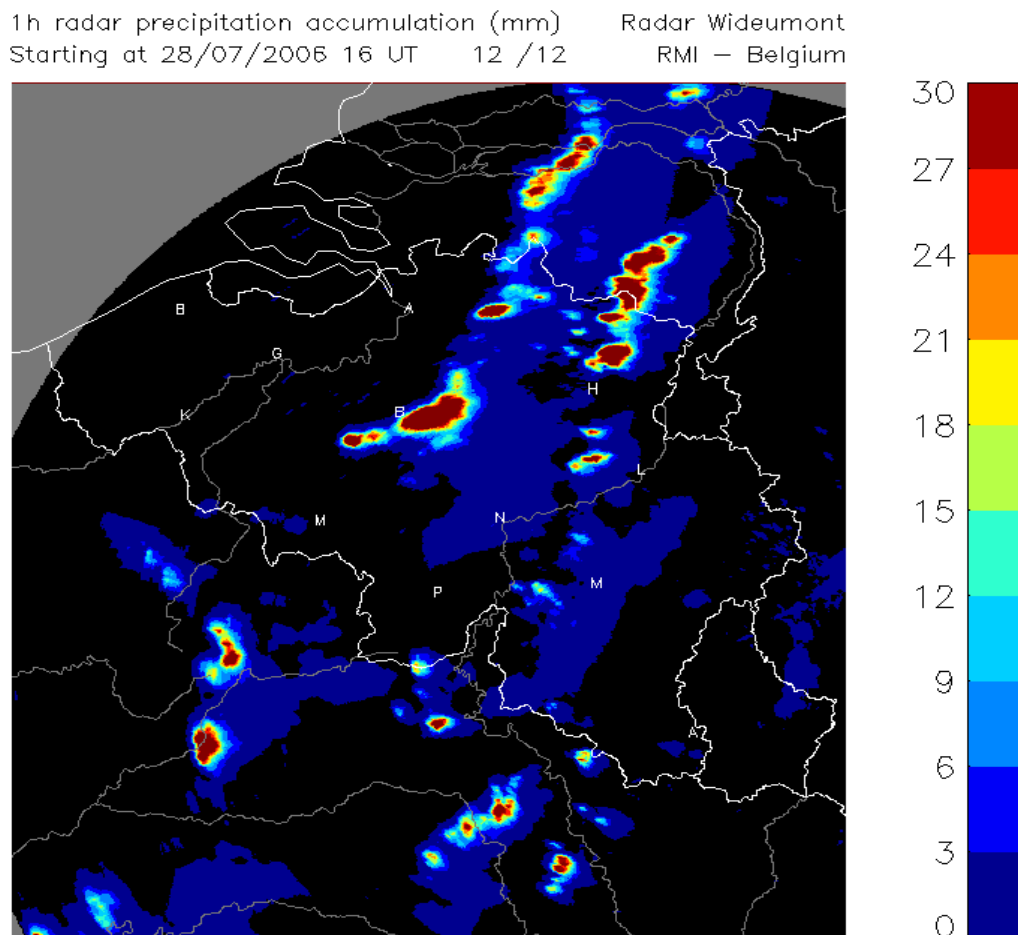 1h radar precipitation accumulation (mm) Radar Wideumont
Starting at 28/07/2006 16 UT 12 /12 RMI – Belgium
30
27
24
21
18
15
12
9
6
3
0
B
A
G
H
B
K
L
M
N
M
P
A